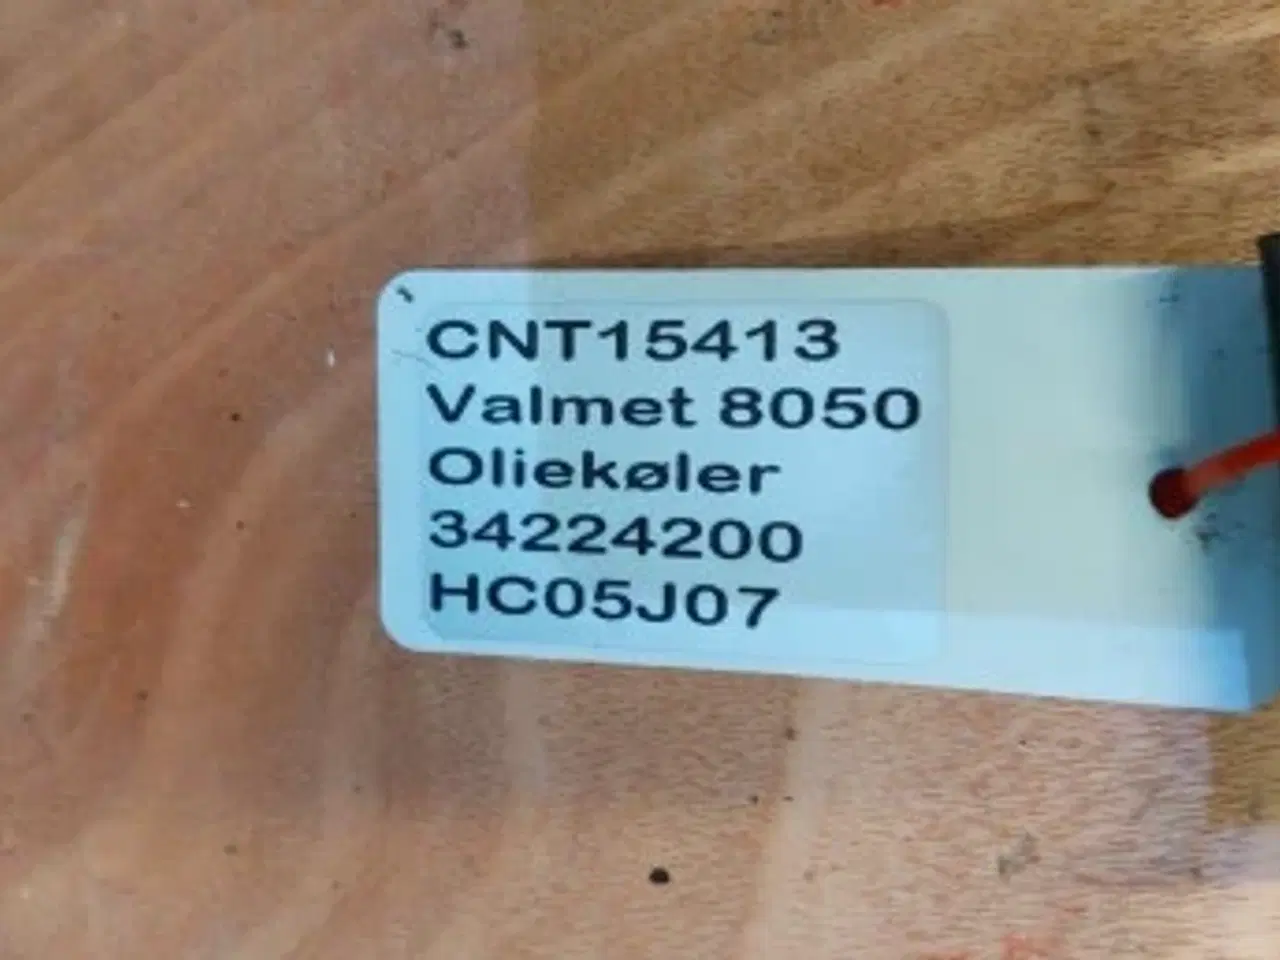 CNT15413
Valmet 8050
Oliekøler
34224200
HC05J07